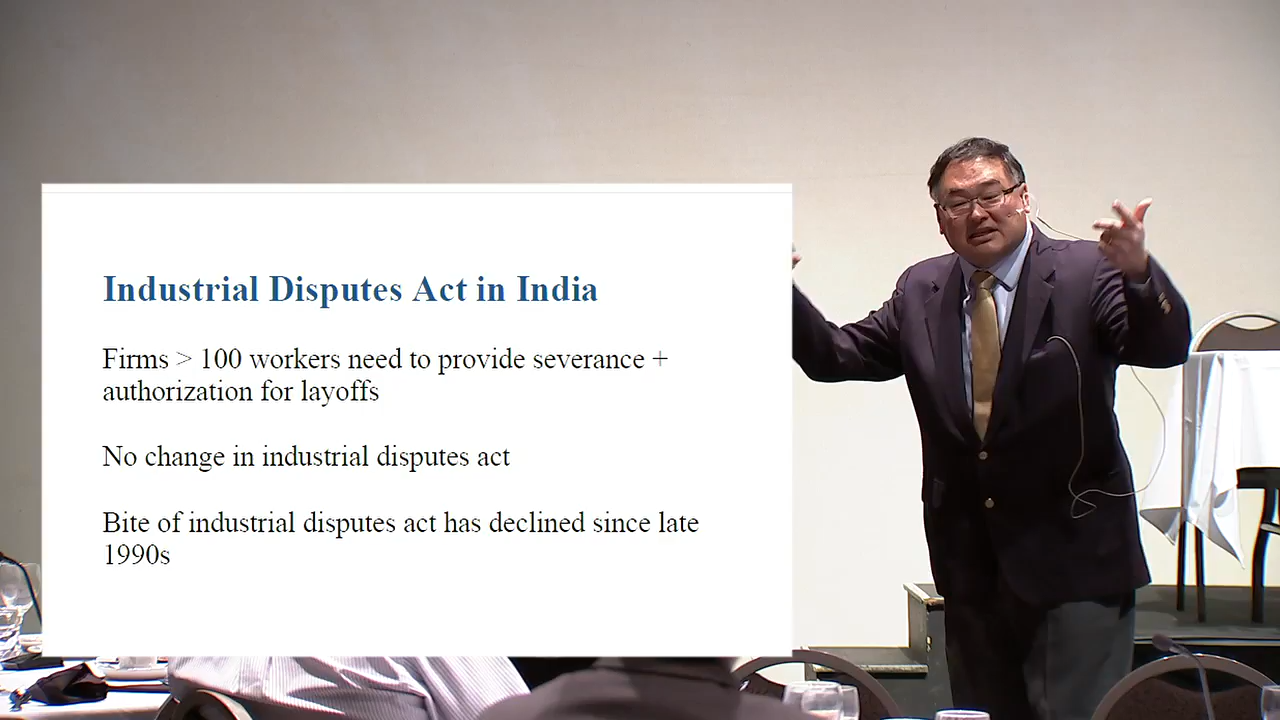 Industrial Disputes Act in India
Firms > 100 workers need to provide severance +
authorization for layoffs
No change in industrial disputes act
Bite of industrial disputes act has declined since late
1990s